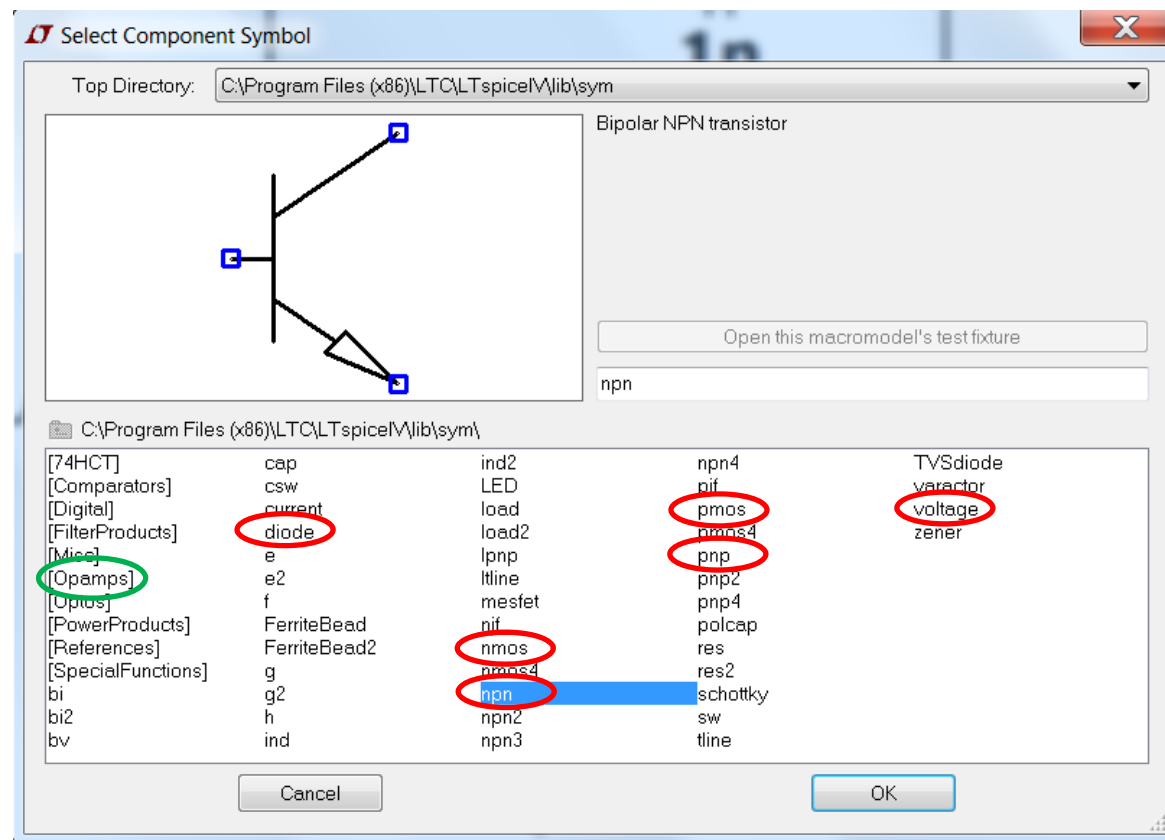 Select Component Symbol
1n
Top Directory: C:\Program Files (x86)\LTC\LTspiceIV\lib\sym
Bipolar NPN transistor
Open this macromodel's test fixture
npn
C:\Program Files (x86)\LTC\LTspiceIV\lib\sym\
[74HCT] cap ind2 npn4 TVSdiode
[Comparators] csw LED pif varactor
[Digital] current load pmos voltage
[FilterProducts] diode load2 pmos4 zener
[Misc] e lpnp pnp
[Opamps] e2 ltline pnp2
[Optos] f mesfet pnp4
[PowerProducts] FerriteBead njf polcap
[References] FerriteBead2 nmos res
[SpecialFunctions] g nmos4 res2
bi g2 npn schottky
bi2 h npn2 sw
bv ind npn3 tline
Cancel OK